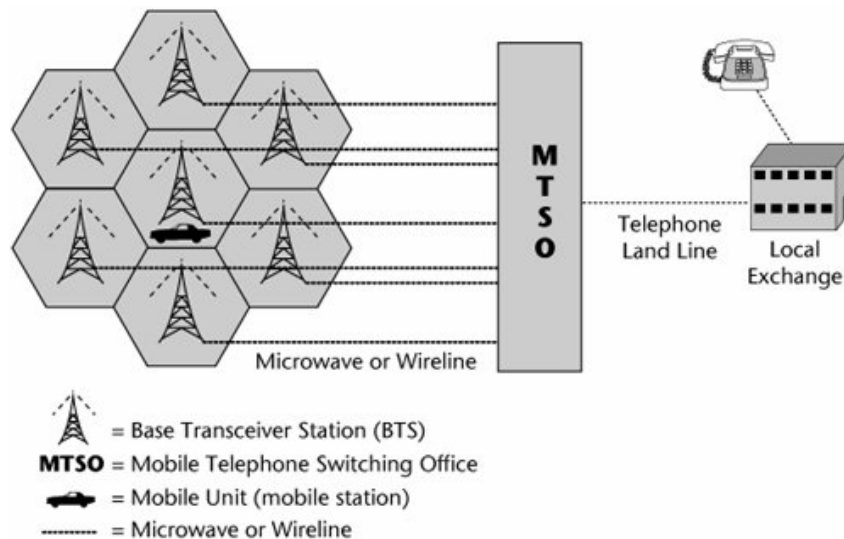 MTSO
Telephone
Land Line
Local
Exchange
Microwave or Wireline
= Base Transceiver Station (BTS)
MTSO = Mobile Telephone Switching Office
= Mobile Unit (mobile station)
= Microwave or Wireline